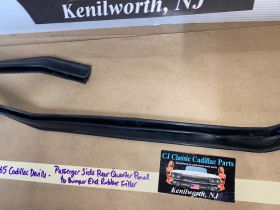 Kenilworth, NJ
65 Cadillac Deville - Passenger Side Rear Quarter Panel
to Bumper End Rubber Filler
CJ Classic Cadillac Parts
Kenilworth, NJ